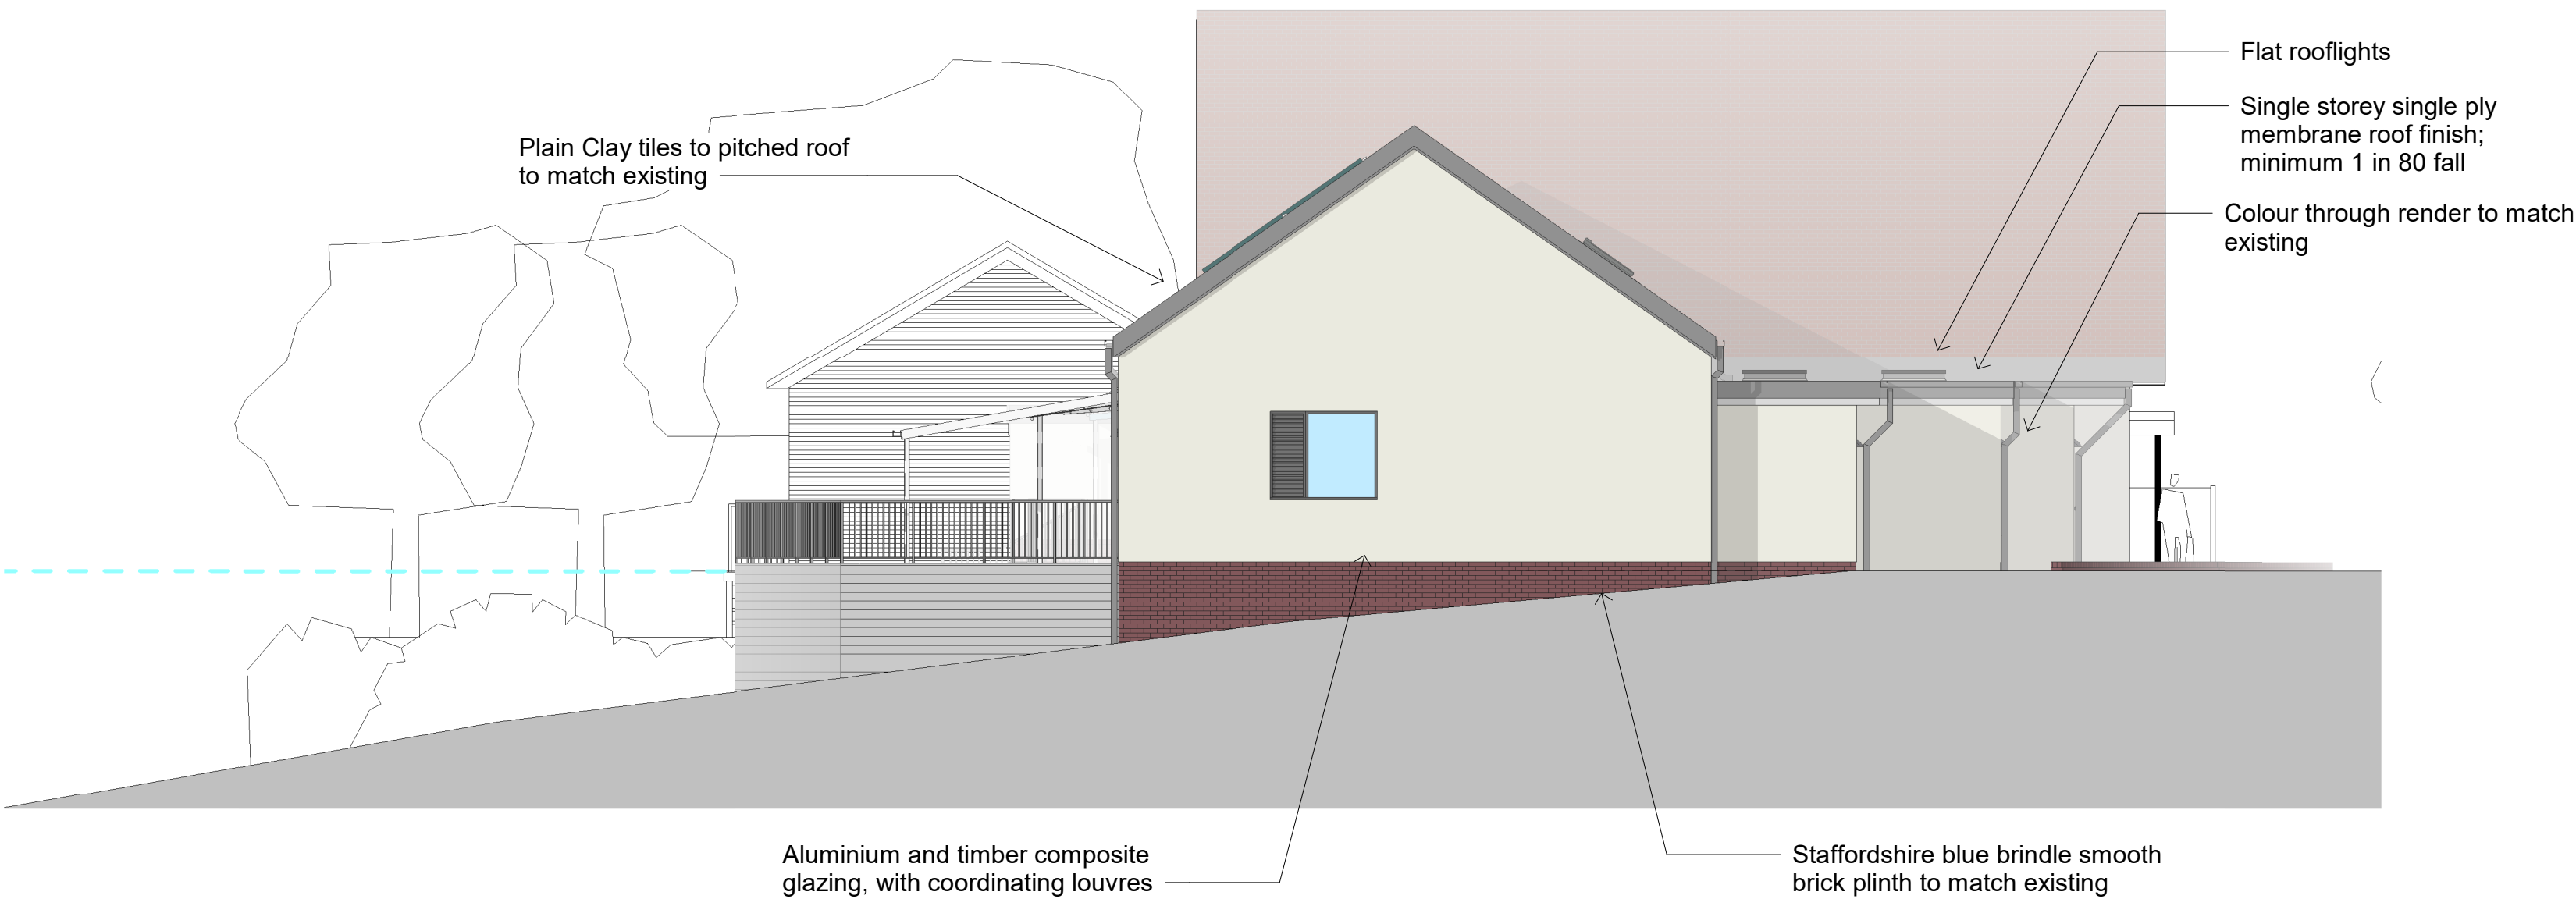 Flat rooflights
Single storey single ply
membrane roof finish;
minimum 1 in 80 fall
Plain Clay tiles to pitched roof
to match existing
Colour through render to match
existing
Aluminium and timber composite
glazing, with coordinating louvres
Staffordshire blue brindle smooth
brick plinth to match existing